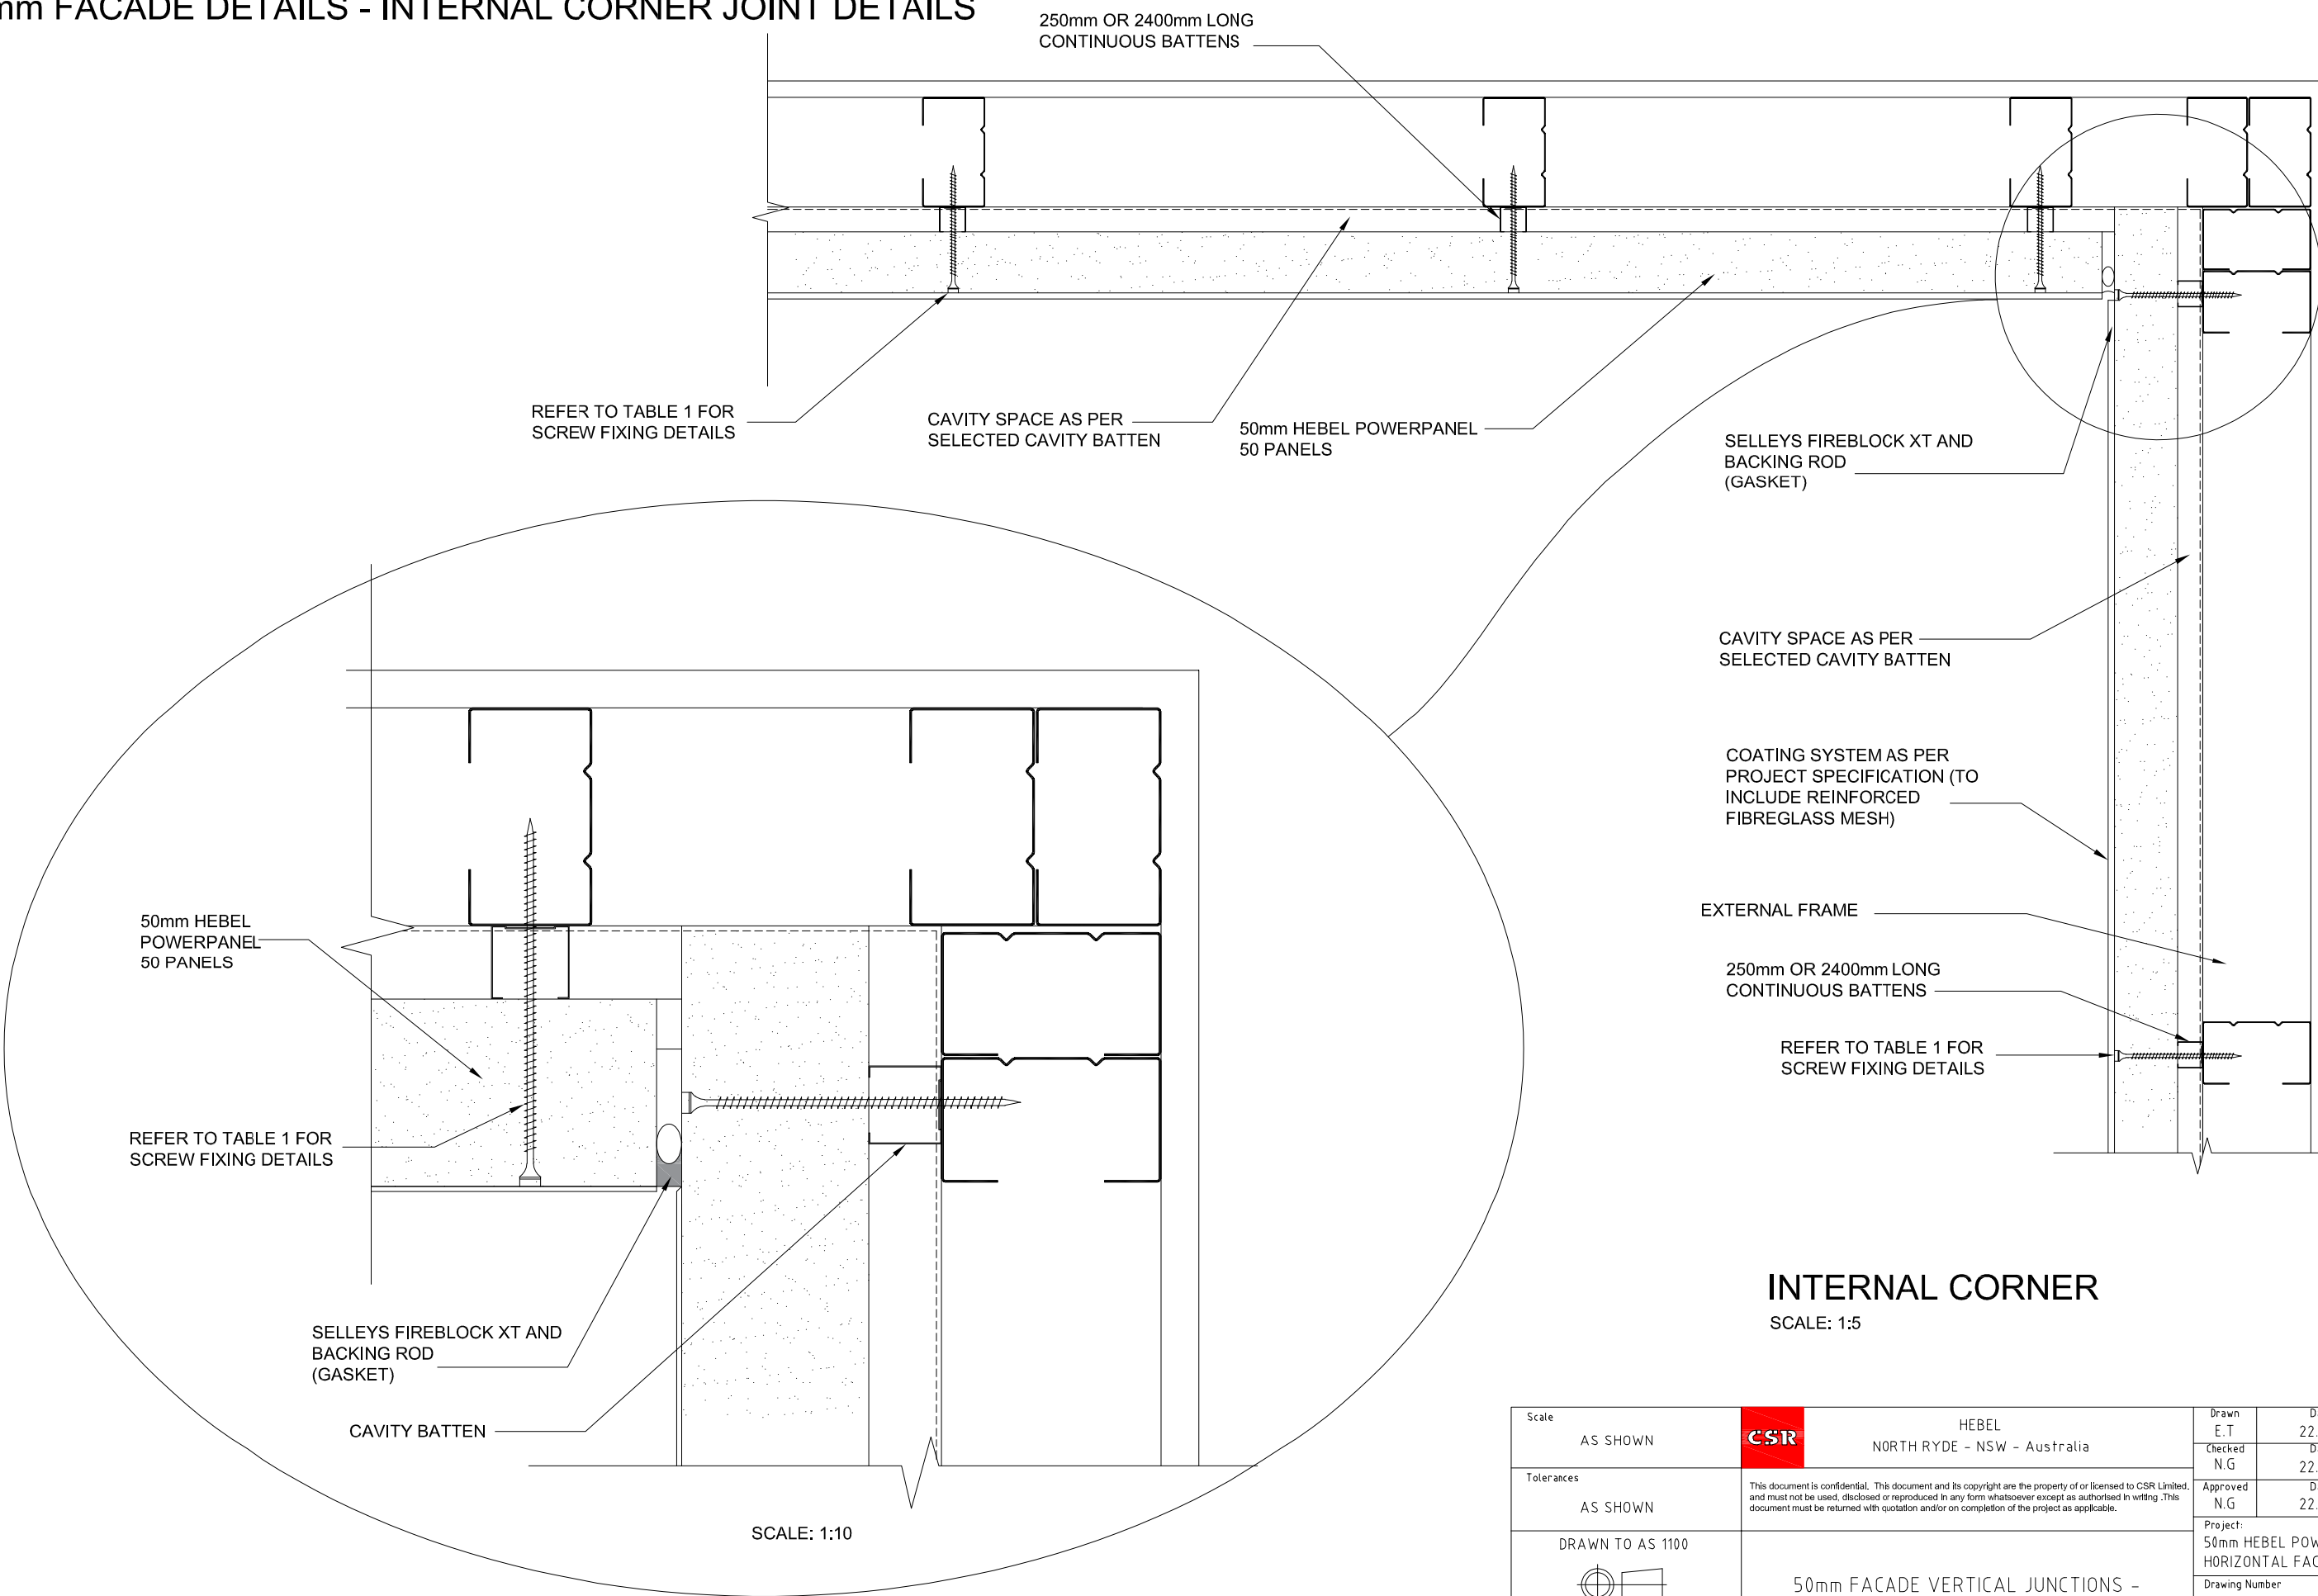 mm FACADE DETAILS - INTERNAL CORNER JOINT DETAILS
250mm OR 2400mm LONG
CONTINUOUS BATTENS
REFER TO TABLE 1 FOR
SCREW FIXING DETAILS
CAVITY SPACE AS PER
SELECTED CAVITY BATTEN
50mm HEBEL POWERPANEL
50 PANELS
SELLEYS FIREBLOCK XT AND
BACKING ROD
(GASKET)
CAVITY SPACE AS PER
SELECTED CAVITY BATTEN
COATING SYSTEM AS PER
PROJECT SPECIFICATION (TO
INCLUDE REINFORCED
FIBREGLASS MESH)
EXTERNAL FRAME
250mm OR 2400mm LONG
CONTINUOUS BATTENS
REFER TO TABLE 1 FOR
SCREW FIXING DETAILS
50mm HEBEL
POWERPANEL
50 PANELS
REFER TO TABLE 1 FOR
SCREW FIXING DETAILS
SELLEYS FIREBLOCK XT AND
BACKING ROD
(GASKET)
CAVITY BATTEN
SCALE: 1:10
INTERNAL CORNER
SCALE: 1:5
Scale
AS SHOWN
CSR
HEBEL
NORTH RYDE - NSW - Australia
Drawn
E.T
22.
Checked
N.G
22.
Tolerances
AS SHOWN
This document is confidential. This document and its copyright are the property of or licensed to CSR Limited,
and must not be used, disclosed or reproduced in any form whatsoever except as authorised in writing .This
document must be returned with quotation and/or on completion of the project as applicable.
Approved
N.G
22.
DRAWN TO AS 1100
50mm FACADE VERTICAL JUNCTIONS -
Project:
50mm HEBEL POW
HORIZONTAL FAC
Drawing Number